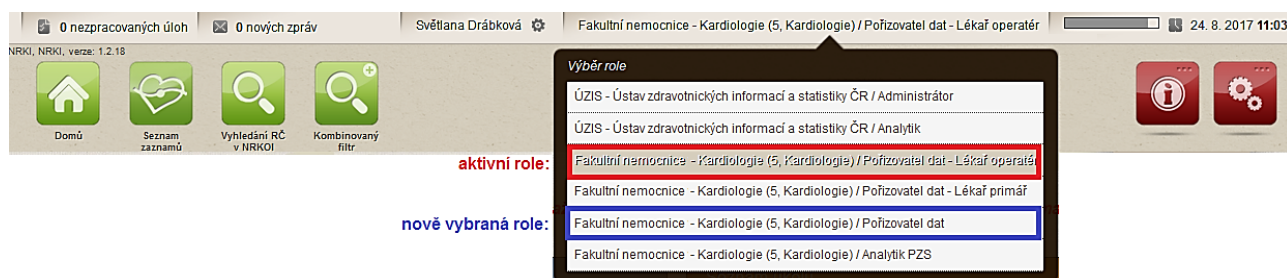 0 nezpracovaných úloh
0 nových zpráv
Světlana Drábková
Fakultní nemocnice - Kardiologie (5, Kardiologie) / Pořizovatel dat - Lékař operatér
24. 8. 2017 11:03
NRKI, NRKI, verze: 1.2.18
Domů
Seznam
zaznamů
Vyhledání RČ
v NRKOI
Kombinovaný
filtr
Výběr role
ÚZIS - Ústav zdravotnických informací a statistiky ČR / Administrátor
ÚZIS - Ústav zdravotnických informací a statistiky ČR / Analytik
aktivní role:
Fakultní nemocnice - Kardiologie (5, Kardiologie) / Pořizovatel dat - Lékař operatér
Fakultní nemocnice - Kardiologie (5, Kardiologie) / Pořizovatel dat - Lékař primář
nově vybraná role:
Fakultní nemocnice - Kardiologie (5, Kardiologie) / Pořizovatel dat
Fakultní nemocnice - Kardiologie (5, Kardiologie) / Analytik PZS